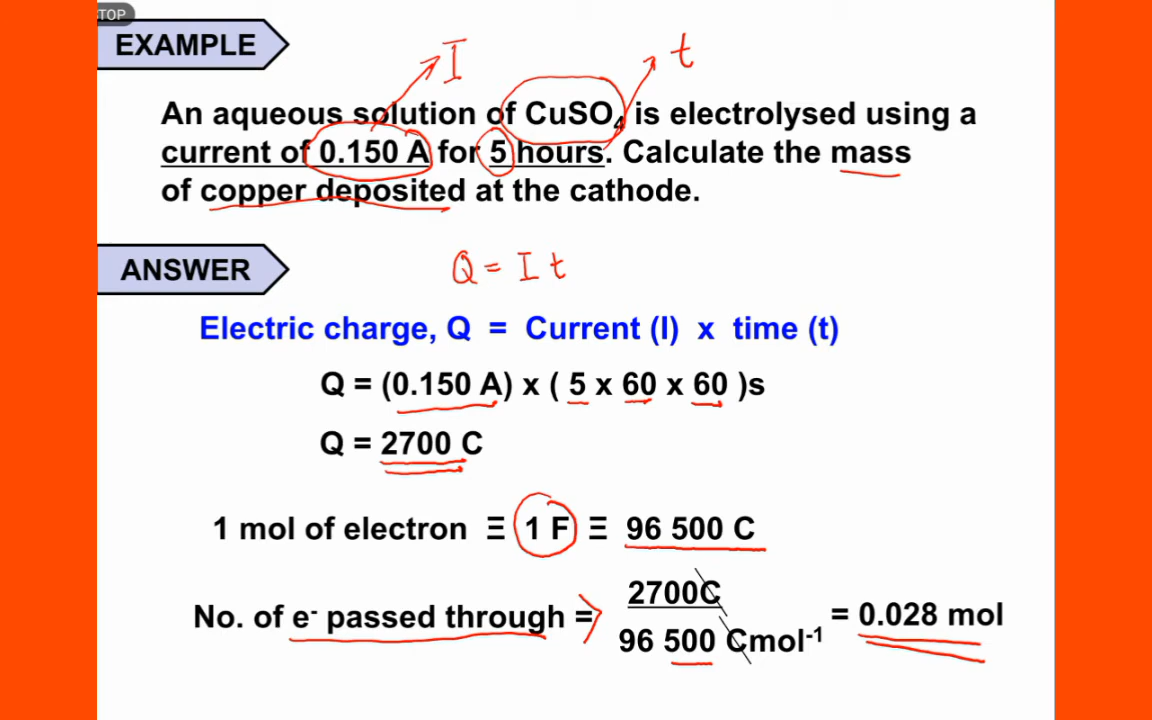 TOP
EXAMPLE
I
t
An aqueous solution of CuSO₄ is electrolysed using a
current of 0.150 A for 5 hours. Calculate the mass
of copper deposited at the cathode.
ANSWER
Q = I t
Electric charge, Q = Current (I) x time (t)
Q = (0.150 A) x ( 5 x 60 x 60 )s
Q = 2700 C
1 mol of electron Ξ 1 F Ξ 96 500 C
No. of e⁻ passed through = 2700C / 96 500 Cmol⁻¹ = 0.028 mol